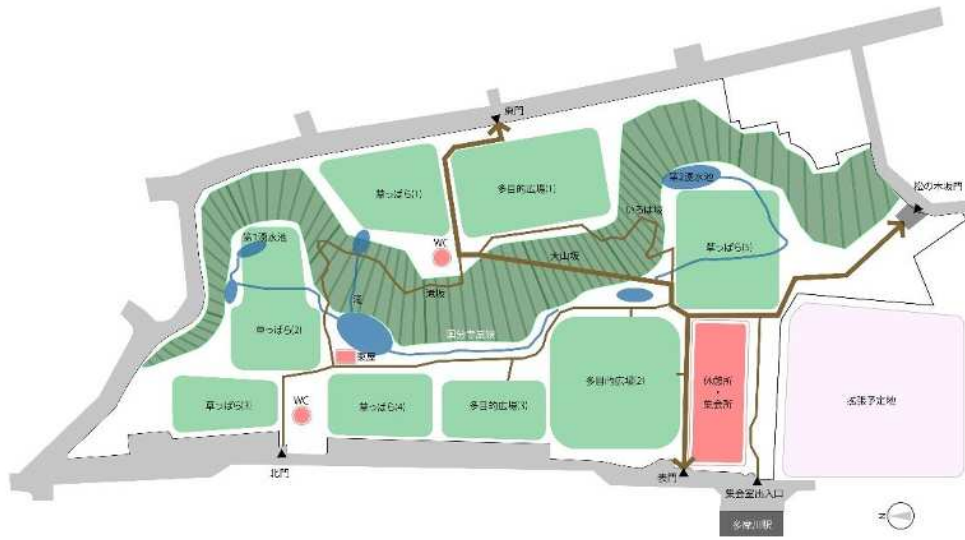 東門
松の木坂門
第2湧水池
草っぱら(1)
多目的広場(1)
いろは坂
第1湧水池
WC
大山坂
草っぱら(5)
滝坂
滝
国分寺崖線
草っぱら(2)
東屋
多目的広場(2)
休憩所
・
集会所
拡張予定地
草っぱら(3)
WC
草っぱら(4)
多目的広場(3)
北門
表門
集会室出入口
多摩川駅
N